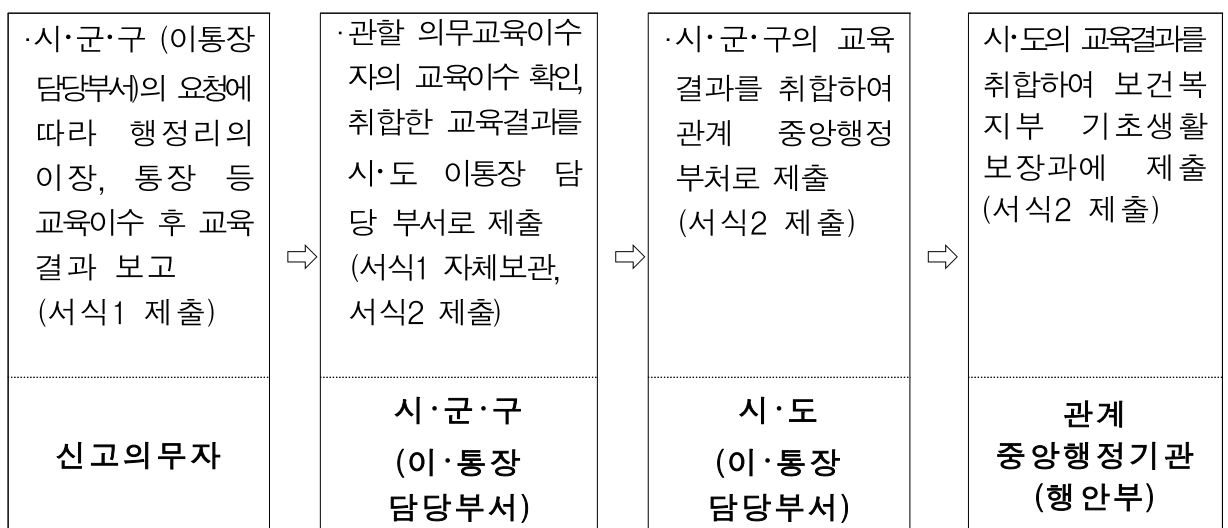 ·시·군·구 (이통장
담당부서)의 요청에
따라 행정리의
이장, 통장 등
교육이수 후 교육
결과 보고
(서식1 제출)
신고의무자
⇨
·관할 의무교육이수
자의 교육이수 확인,
취합한 교육결과를
시·도 이통장 담
당 부서로 제출
(서식1 자체보관,
서식2 제출)
시·군·구
(이·통장
담당부서)
⇨
·시·군·구의 교육
결과를 취합하여
관계 중앙행정
부처로 제출
(서식2 제출)
시·도
(이·통장
담당부서)
⇨
시·도의 교육결과를
취합하여 보건복
지부 기초생활
보장과에 제출
(서식2 제출)
관계
중앙행정기관
(행안부)